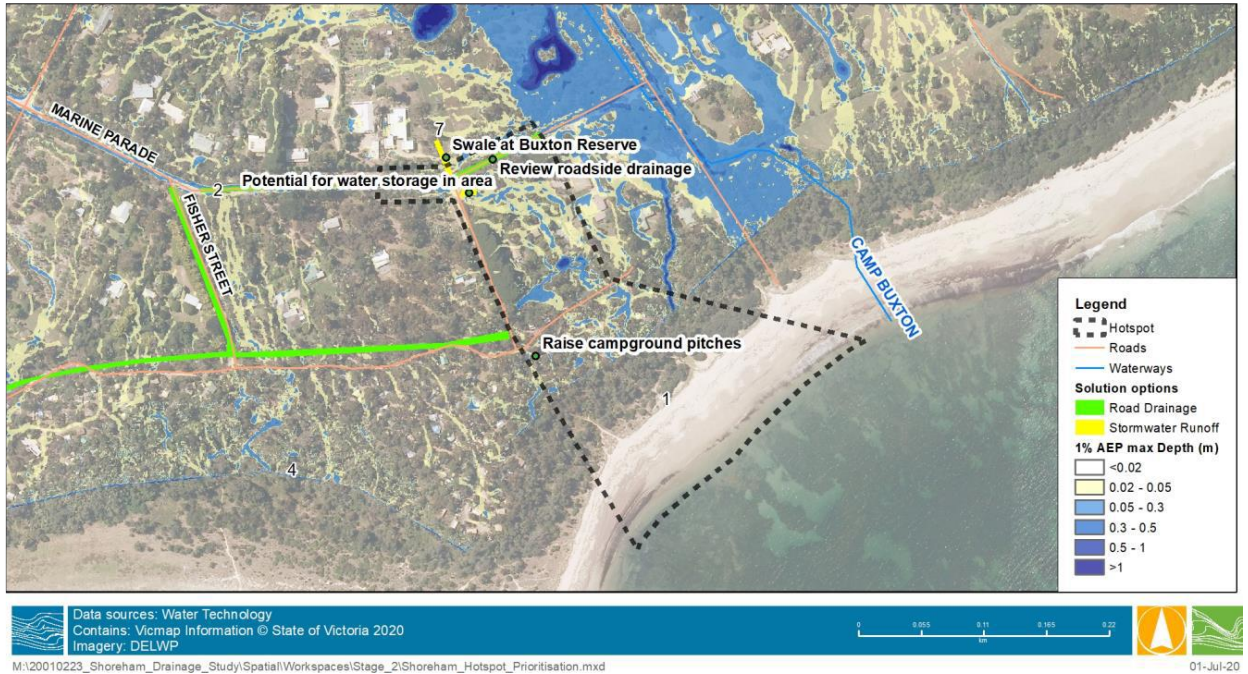 MARINE PARADE
7
Swale at Buxton Reserve
Review roadside drainage
Potential for water storage in area
2
FISHER STREET
CAMP BUXTON
Raise campground pitches
1
4
Legend
Hotspot
Roads
Waterways
Solution options
Road Drainage
Stormwater Runoff
1% AEP max Depth (m)
<0.02
0.02 - 0.05
0.05 - 0.3
0.3 - 0.5
0.5 - 1
>1
Data sources: Water Technology
Contains: Vicmap Information © State of Victoria 2020
Imagery: DELWP
0 0.055 0.11 0.165 0.22
km
M:\20010223_Shoreham_Drainage_Study\Spatial\Workspaces\Stage_2\Shoreham_Hotspot_Prioritisation.mxd
01-Jul-20